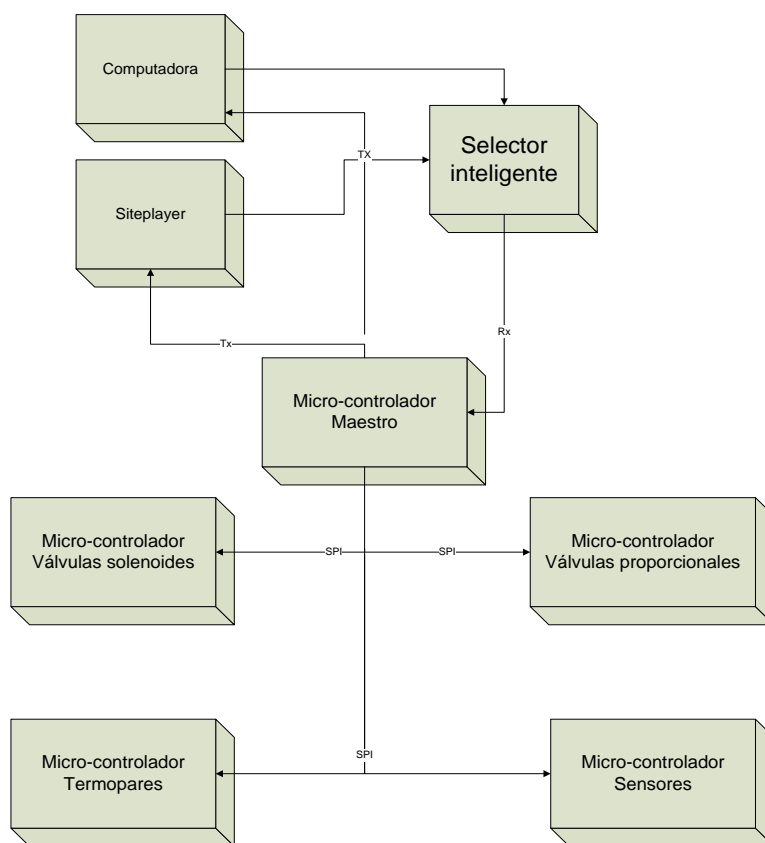 Computadora
Selector
inteligente
TX
Siteplayer
Rx
Tx
Micro-controlador
Maestro
Micro-controlador
Válvulas solenoides
SPI
SPI
Micro-controlador
Válvulas proporcionales
SPI
Micro-controlador
Termopares
Micro-controlador
Sensores